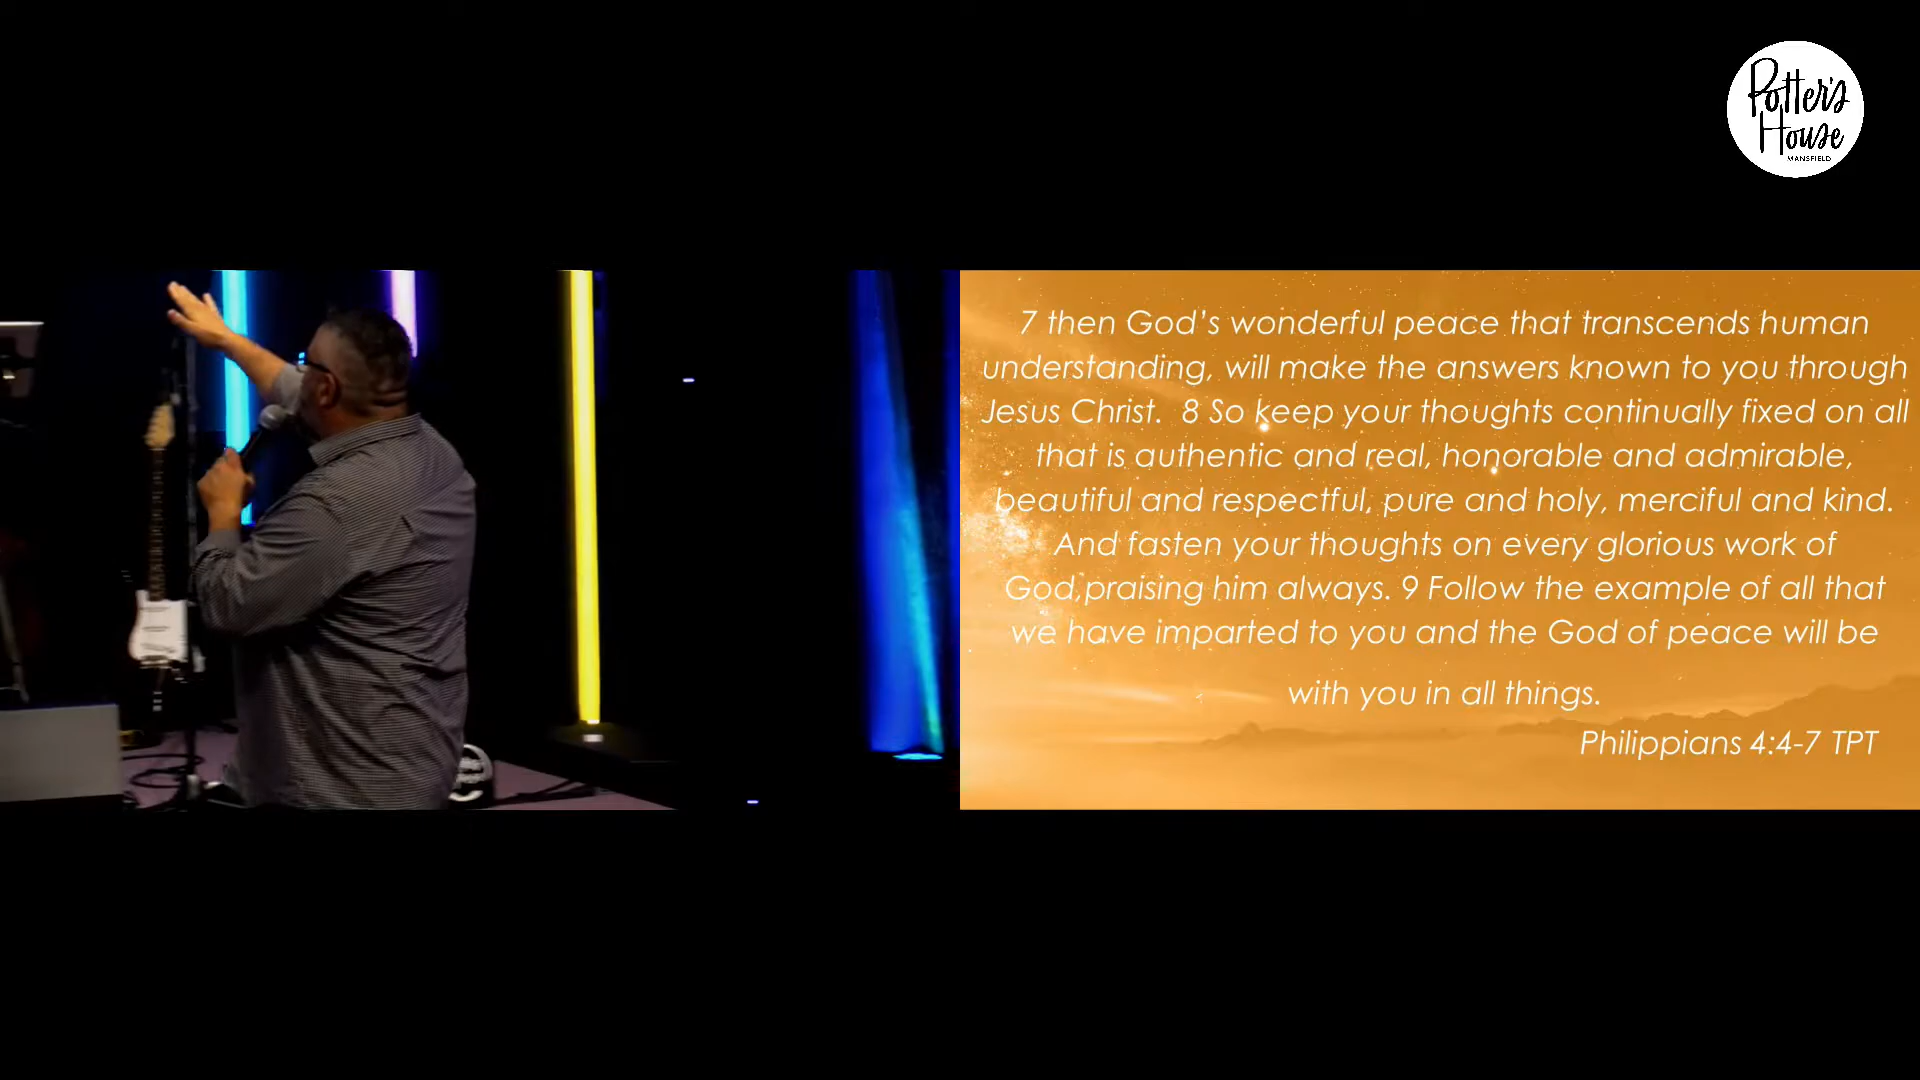 Potter's
House
MANSFIELD
7 then God's wonderful peace that transcends human
understanding, will make the answers known to you through
Jesus Christ.  8 So keep your thoughts continually fixed on all
that is authentic and real, honorable and admirable,
beautiful and respectful, pure and holy, merciful and kind.
And fasten your thoughts on every glorious work of
God,praising him always. 9 Follow the example of all that
we have imparted to you and the God of peace will be
with you in all things.
Philippians 4:4-7 TPT